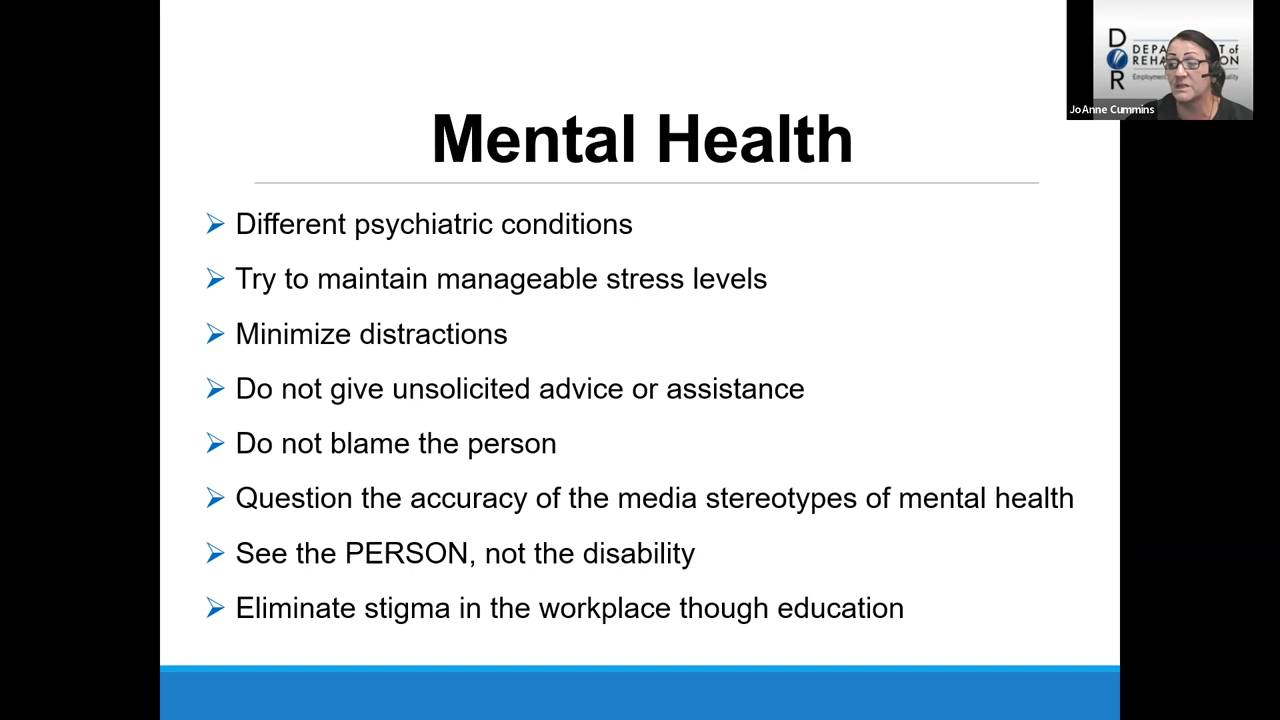 Mental Health
Different psychiatric conditions
Try to maintain manageable stress levels
Minimize distractions
Do not give unsolicited advice or assistance
Do not blame the person
Question the accuracy of the media stereotypes of mental health
See the PERSON, not the disability
Eliminate stigma in the workplace though education
D
R
of
JoAnne Cummins